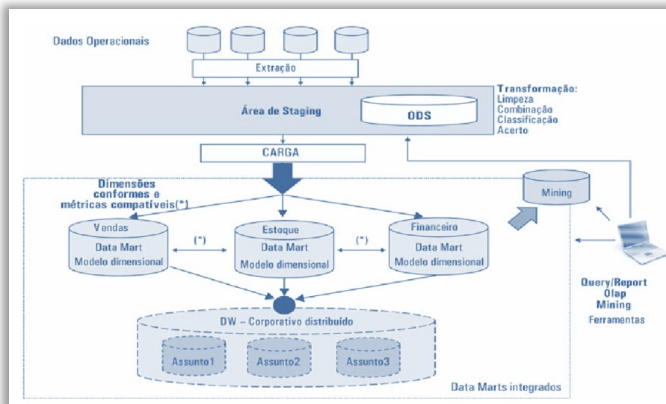 Dados Operacionais
Extração
Área de Staging
ODS
Transformação:
Limpeza
Combinação
Classificação
Acerto
CARGA
Dimensões
conformes e
métricas compatíveis(*)
Mining
Vendas
Data Mart
Modelo dimensional
(*)
Estoque
Data Mart
Modelo dimensional
(*)
Financeiro
Data Mart
Modelo dimensional
Query/Report
Olap
Mining
Ferramentas
DW – Corporativo distribuído
Assunto1
Assunto2
Assunto3
Data Marts integrados